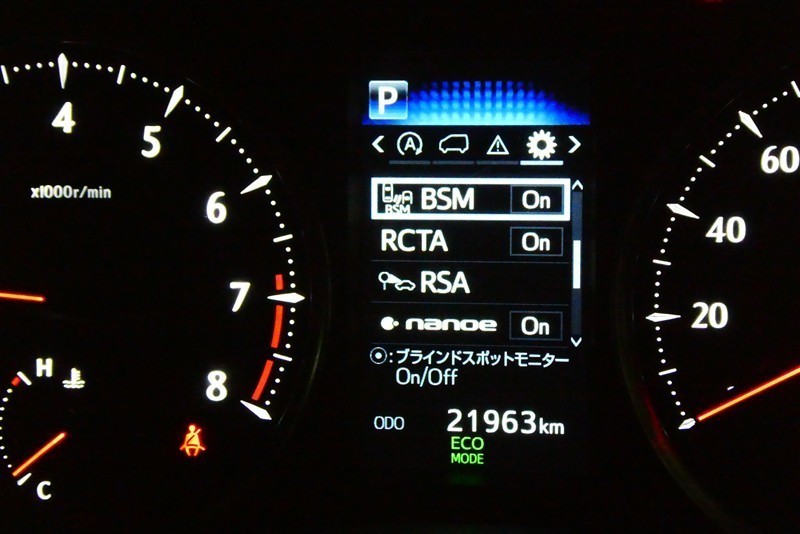 4
5
6
7
8
x1000r/min
H
C
P
A
BSM BSM On
RCTA On
RSA
nanoe On
:ブラインドスポットモニター
On/Off
ODO 21963km
ECO
MODE
60
40
20